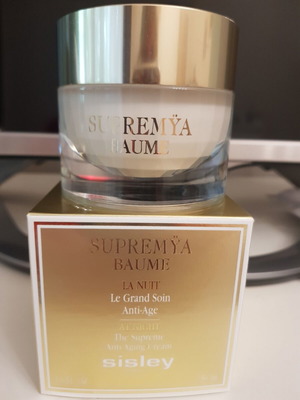 SUPREMŸA
BAUME
SUPREMŸA
BAUME
LA NUIT
Le Grand Soin
Anti-Age
AT NIGHT
The Supreme
Anti-Aging Cream
sisley